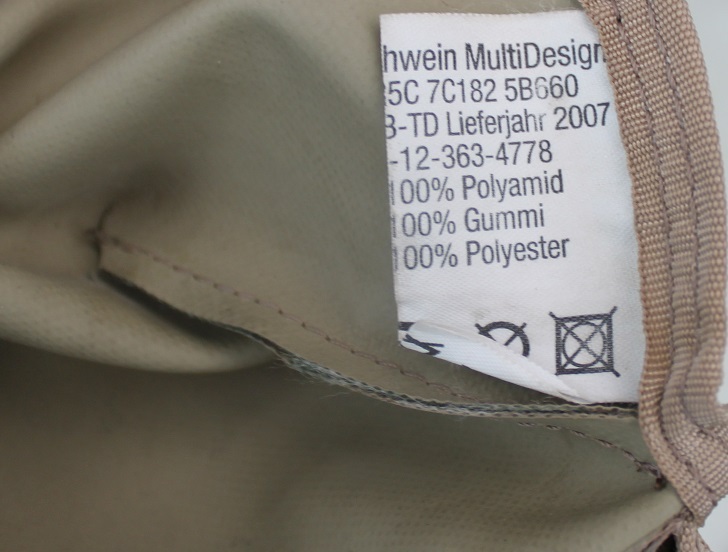 hwein MultiDesign
5C 7C182 5B660
B-TD Lieferjahr 2007
-12-363-4778
100% Polyamid
100% Gummi
100% Polyester